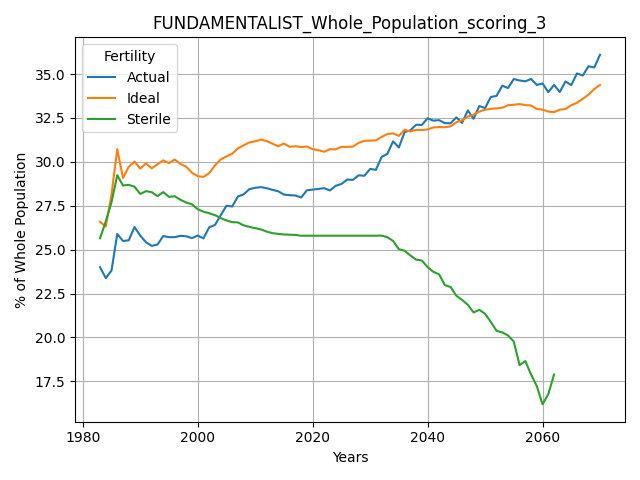 FUNDAMENTALIST_Whole_Population_scoring_3
Fertility
Actual
Ideal
Sterile
% of Whole Population
35.0
32.5
30.0
27.5
25.0
22.5
20.0
17.5
1980
2000
2020
2040
2060
Years